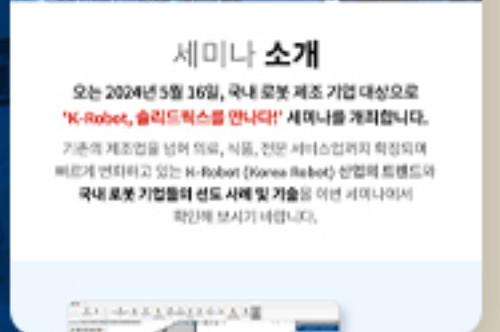 세미나 소개
오는 2024년 5월 16일, 국내 로봇 제조 기업 대상으로
'K-Robot, 솔리드웍스를 만나다!' 세미나를 개최합니다.
기존의 제조업을 넘어 의료, 식품, 전문 서비스업까지 확장되며
빠르게 변화하고 있는 K-Robot (Korea Robot) 산업의 트렌드와
국내 로봇 기업들의 선도 사례 및 기술을 이번 세미나에서
확인해 보시기 바랍니다.